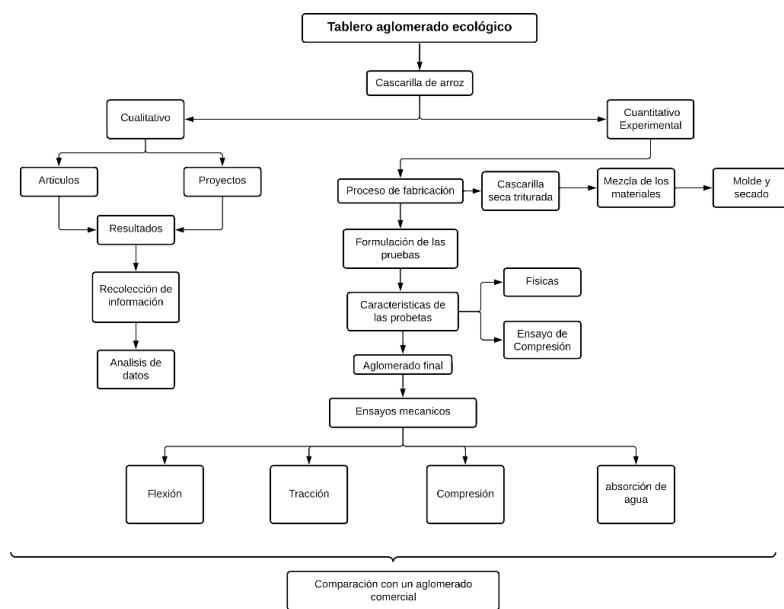 Tablero aglomerado ecológico
Cascarilla de arroz
Cualitativo
Cuantitativo
Experimental
Articulos
Proyectos
Proceso de fabricación
Cascarilla
seca triturada
Mezcla de los
materiales
Molde y
secado
Resultados
Formulación de las
pruebas
Recolección de
información
Caracteristicas de
las probetas
Fisicas
Ensayo de
Compresión
Analisis de
datos
Aglomerado final
Ensayos mecanicos
Flexión
Tracción
Compresión
absorción de
agua
Comparación con un aglomerado
comercial